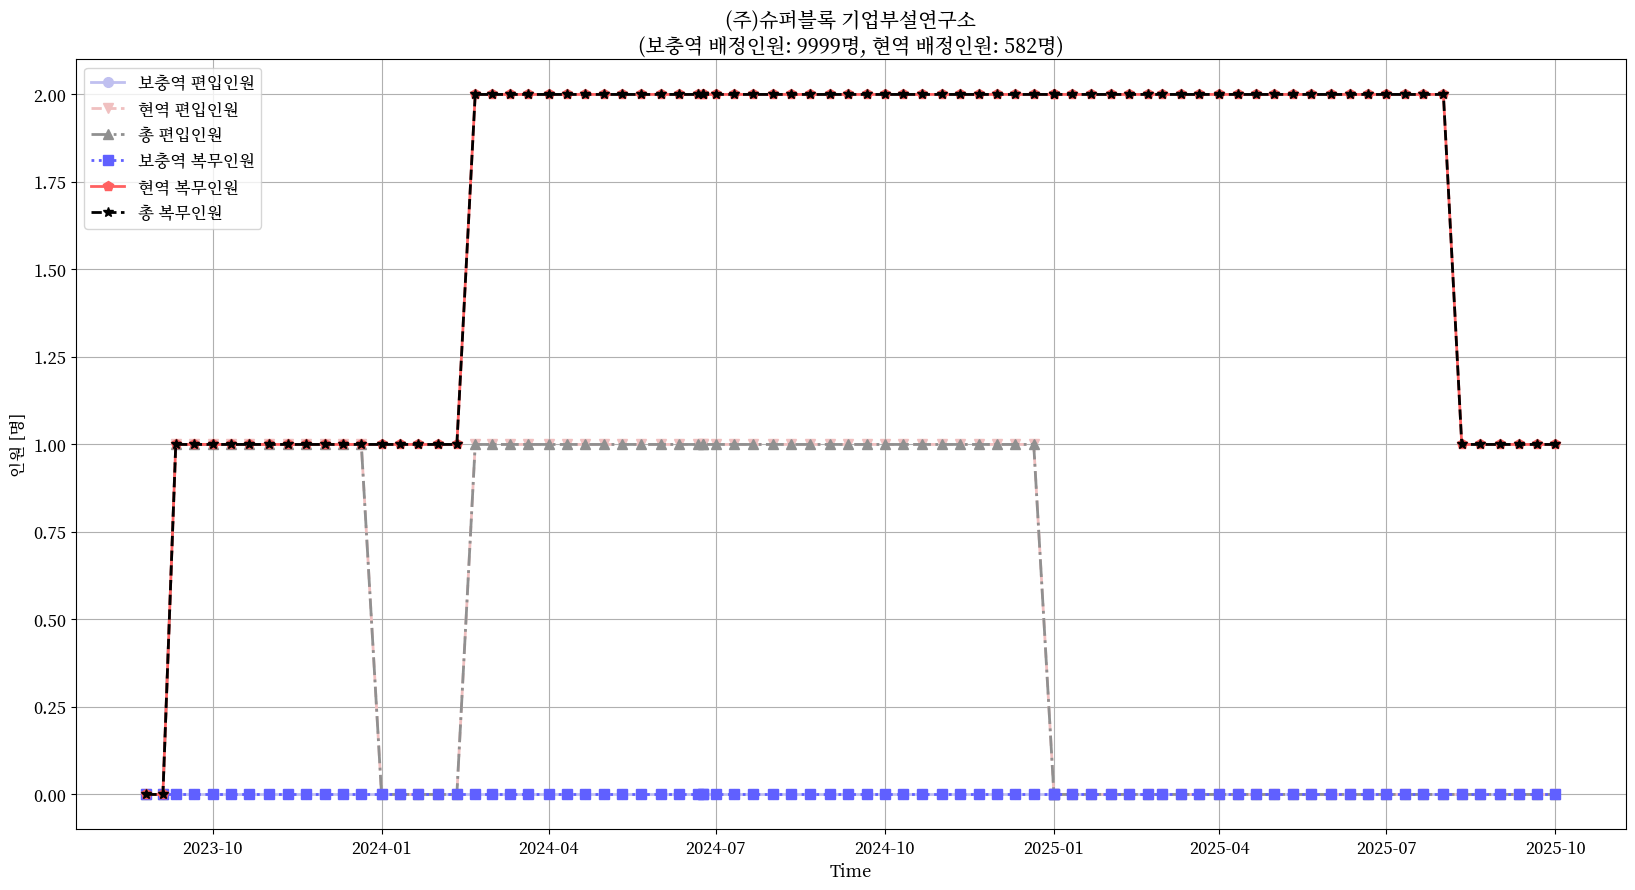 (주)슈퍼블록 기업부설연구소
(보충역 배정인원: 9999명, 현역 배정인원: 582명)
보충역 편입인원
현역 편입인원
총 편입인원
보충역 복무인원
현역 복무인원
총 복무인원
2.00
1.75
1.50
1.25
1.00
0.75
0.50
0.25
0.00
인원 [명]
2023-10
2024-01
2024-04
2024-07
2024-10
2025-01
2025-04
2025-07
2025-10
Time